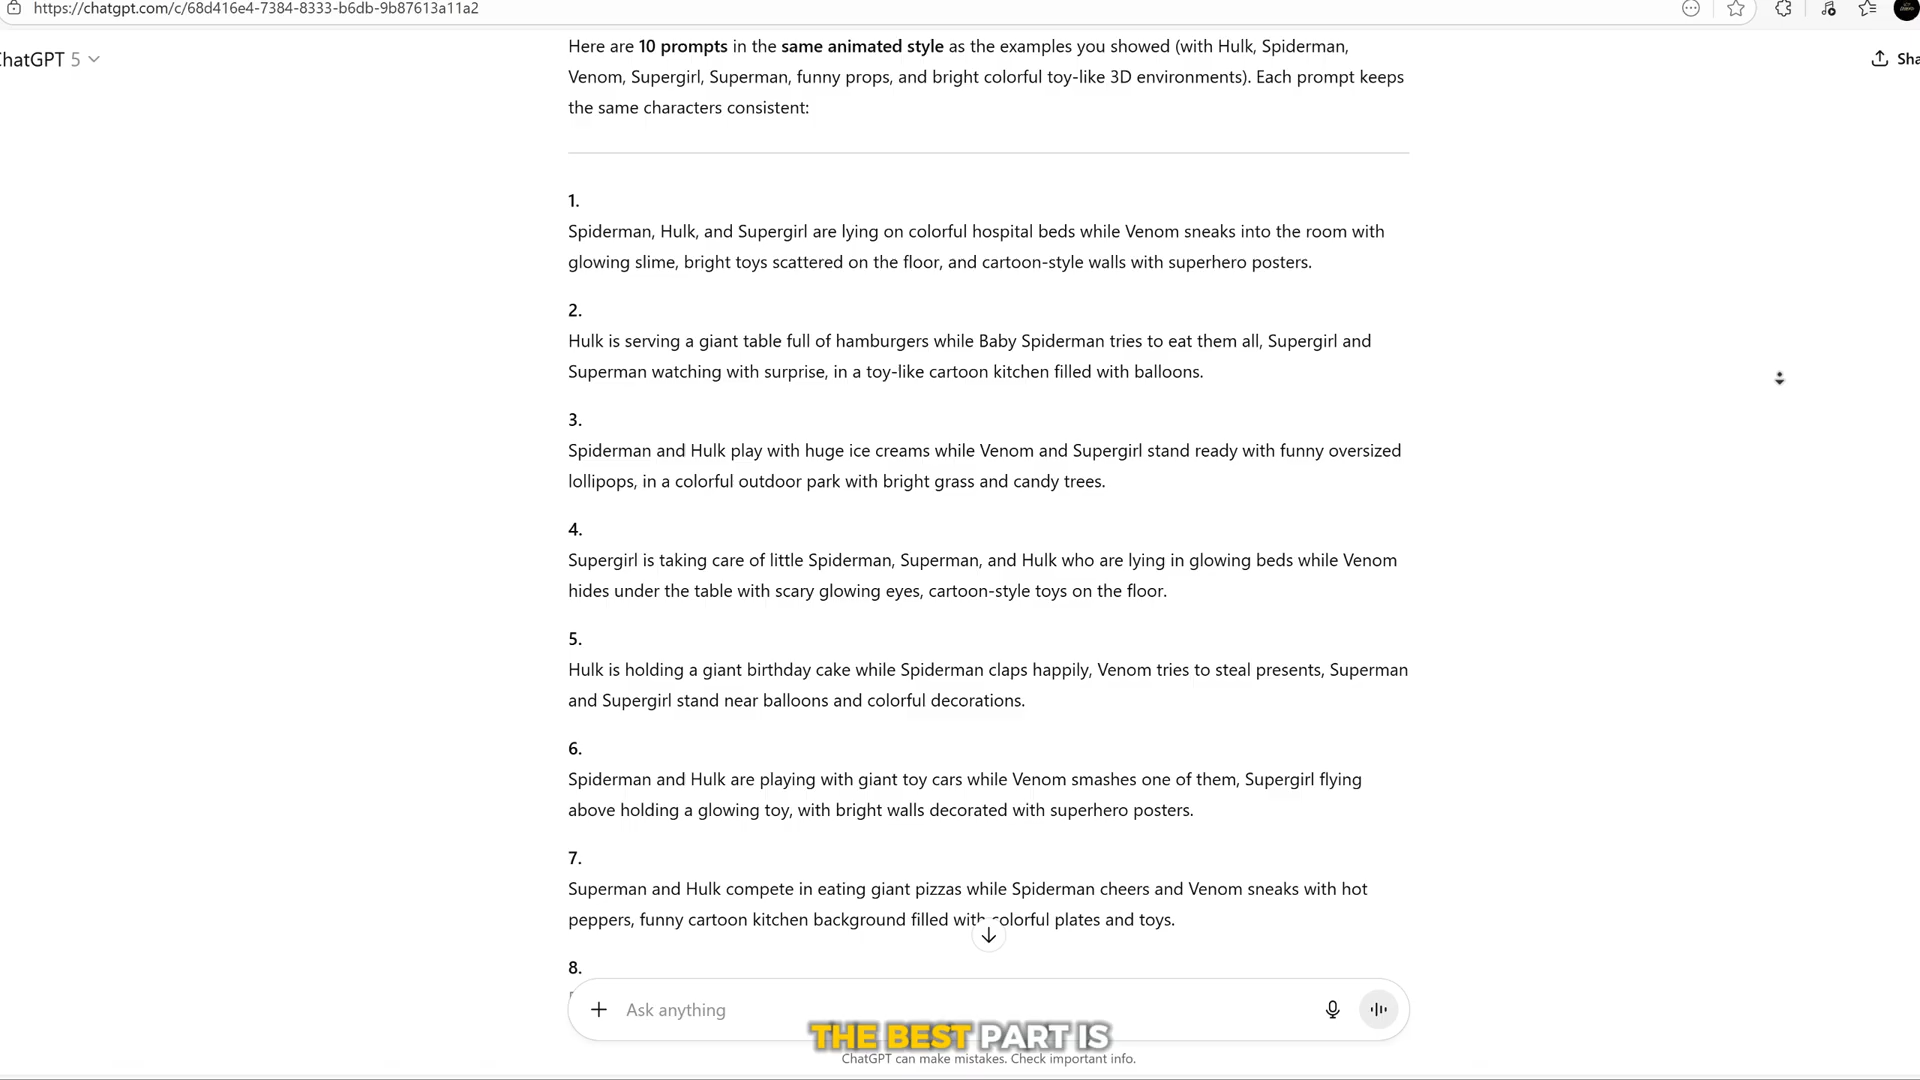 https://chatgpt.com/c/68d416e4-7384-8333-b6db-9b87613a11a2
hatGPT 5
Sha
Here are 10 prompts in the same animated style as the examples you showed (with Hulk, Spiderman,
Venom, Supergirl, Superman, funny props, and bright colorful toy-like 3D environments). Each prompt keeps
the same characters consistent:
1.
Spiderman, Hulk, and Supergirl are lying on colorful hospital beds while Venom sneaks into the room with
glowing slime, bright toys scattered on the floor, and cartoon-style walls with superhero posters.
2.
Hulk is serving a giant table full of hamburgers while Baby Spiderman tries to eat them all, Supergirl and
Superman watching with surprise, in a toy-like cartoon kitchen filled with balloons.
3.
Spiderman and Hulk play with huge ice creams while Venom and Supergirl stand ready with funny oversized
lollipops, in a colorful outdoor park with bright grass and candy trees.
4.
Supergirl is taking care of little Spiderman, Superman, and Hulk who are lying in glowing beds while Venom
hides under the table with scary glowing eyes, cartoon-style toys on the floor.
5.
Hulk is holding a giant birthday cake while Spiderman claps happily, Venom tries to steal presents, Superman
and Supergirl stand near balloons and colorful decorations.
6.
Spiderman and Hulk are playing with giant toy cars while Venom smashes one of them, Supergirl flying
above holding a glowing toy, with bright walls decorated with superhero posters.
7.
Superman and Hulk compete in eating giant pizzas while Spiderman cheers and Venom sneaks with hot
peppers, funny cartoon kitchen background filled with colorful plates and toys.
8.
Ask anything
THE BEST PART IS
ChatGPT can make mistakes. Check important info.